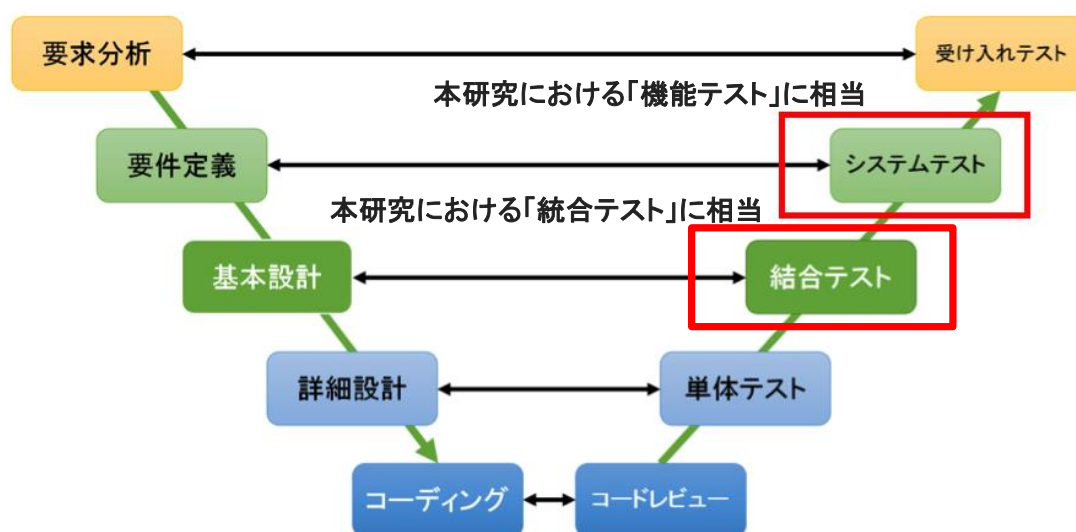 要求分析
受け入れテスト
本研究における「機能テスト」に相当
要件定義
システムテスト
本研究における「統合テスト」に相当
基本設計
結合テスト
詳細設計
単体テスト
コーディング
コードレビュー